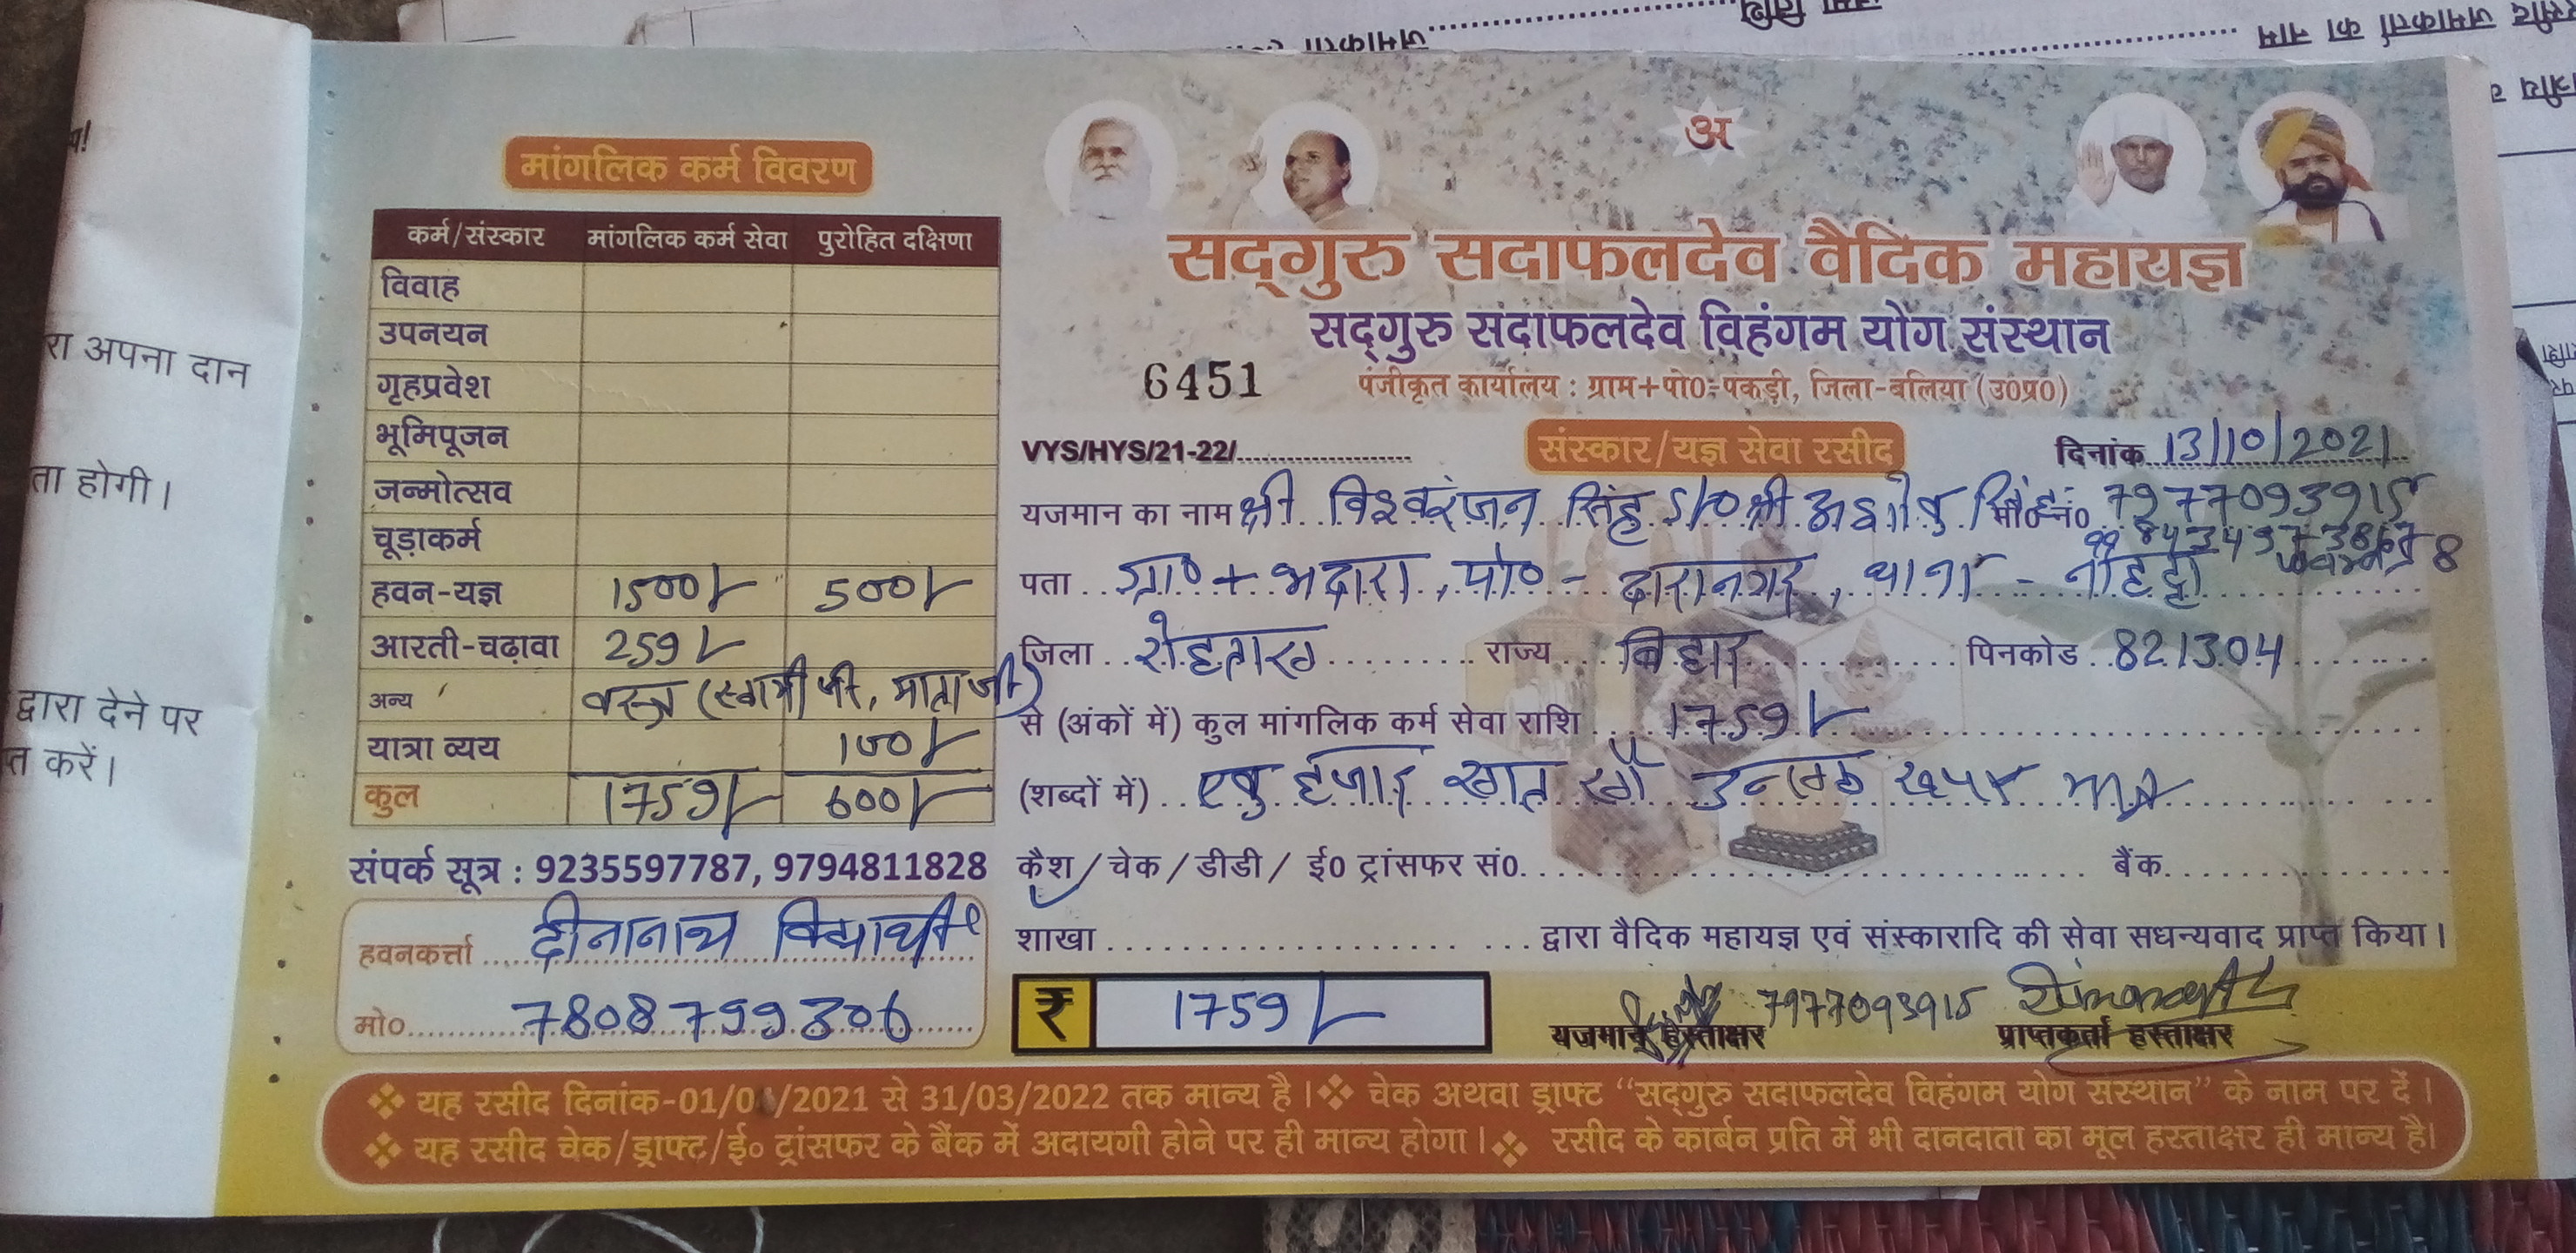 मांगलिक कर्म विवरण
कर्म/संस्कार मांगलिक कर्म सेवा पुरोहित दक्षिणा
विवाह
उपनयन
गृहप्रवेश
भूमिपूजन
जन्मोत्सव
चूड़ाकर्म
हवन-यज्ञ 1500/- 500/-
आरती-चढ़ावा 259/-
अन्य वस्त्र (स्वामी जी, माता जी)
यात्रा व्यय 100/-
कुल 1759/- 600/-
संपर्क सूत्र : 9235597787, 9794811828
हवनकर्त्ता दीनानाथ विद्यार्थी
मो० 7808799306
अ
सद्गुरु सदाफलदेव वैदिक महायज्ञ
सद्गुरु सदाफलदेव विहंगम योग संस्थान
6451 पंजीकृत कार्यालय : ग्राम+पो0-पकड़ी, जिला-बलिया (उ0प्र0)
VYS/HYS/21-22/ संस्कार/यज्ञ सेवा रसीद दिनांक 13/10/2021
यजमान का नाम श्री विश्वरंजन सिंह S/o श्री अशोक सिंह मो0 नं0 7977093915
पता ग्रा० + भदारा, पो० - दारानगर, थाना - नौहट्टा
जिला रोहतास राज्य बिहार पिनकोड 821304
से (अंकों में) कुल मांगलिक कर्म सेवा राशि 1759/-
(शब्दों में) एक हजार सात सौ उनसठ रुपए मात्र
कैश / चेक / डीडी / ई0 ट्रांसफर सं0 बैंक
शाखा द्वारा वैदिक महायज्ञ एवं संस्कारादि की सेवा सधन्यवाद प्राप्त किया।
₹ 1759/- 7977093915
यजमान हस्ताक्षर प्राप्तकर्ता हस्ताक्षर
❖ यह रसीद दिनांक-01/0 /2021 से 31/03/2022 तक मान्य है। ❖ चेक अथवा ड्राफ्ट “सद्गुरु सदाफलदेव विहंगम योग संस्थान” के नाम पर दें।
❖ यह रसीद चेक/ड्राफ्ट/ई० ट्रांसफर के बैंक में अदायगी होने पर ही मान्य होगा। ❖ रसीद के कार्बन प्रति में भी दानदाता का मूल हस्ताक्षर ही मान्य है।
रा अपना दान
ता होगी।
द्वारा देने पर
त करें।
जमाकर्ता का नाम
तिथि